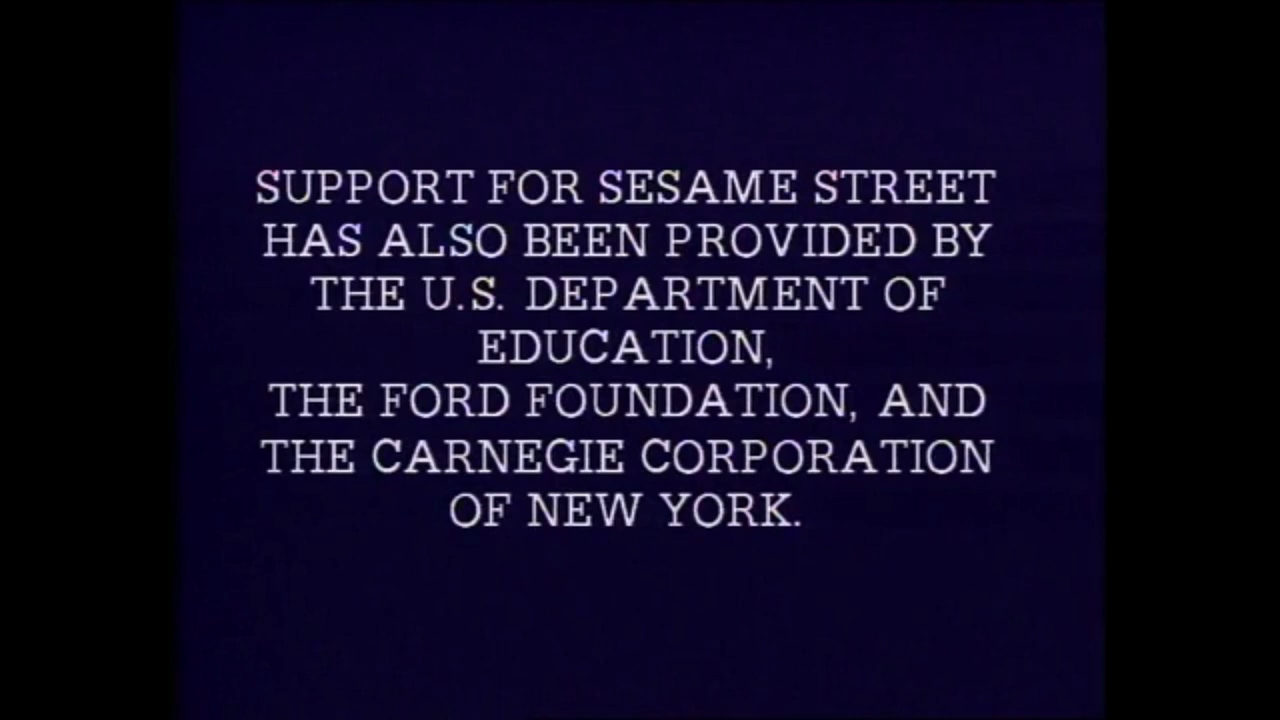 SUPPORT FOR SESAME STREET
HAS ALSO BEEN PROVIDED BY
THE U.S. DEPARTMENT OF
EDUCATION,
THE FORD FOUNDATION, AND
THE CARNEGIE CORPORATION
OF NEW YORK.